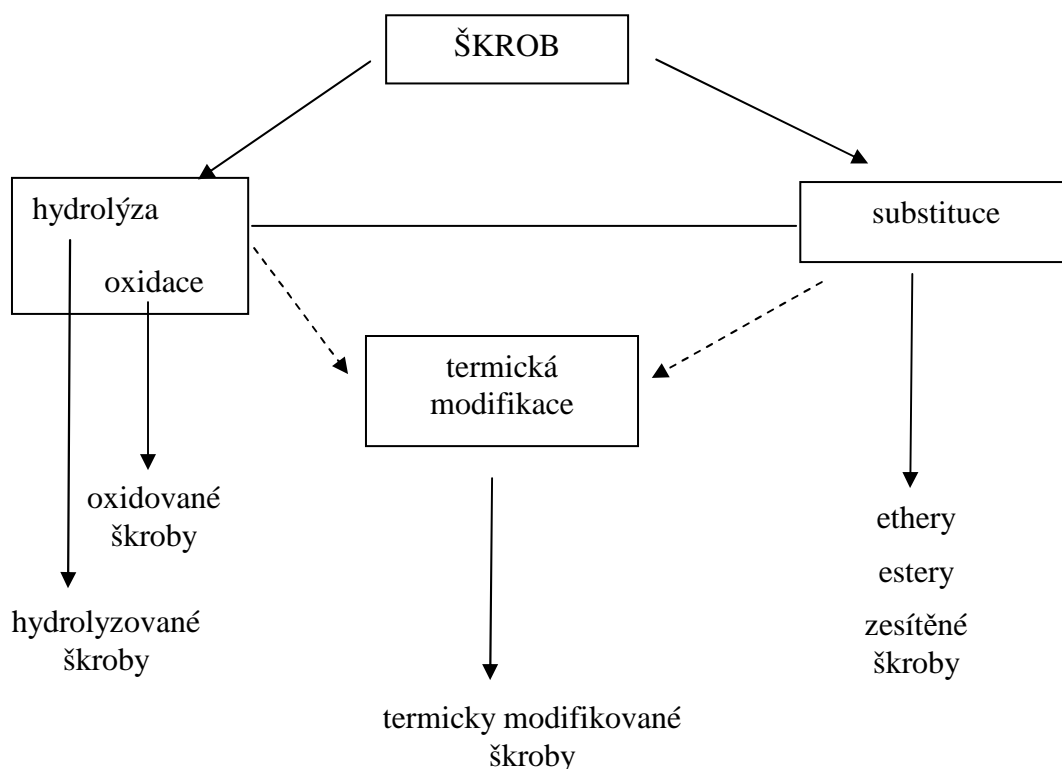 ŠKROB
hydrolýza
oxidace
substituce
termická
modifikace
oxidované
škroby
hydrolyzované
škroby
ethery
estery
zesítěné
škroby
termicky modifikované
škroby